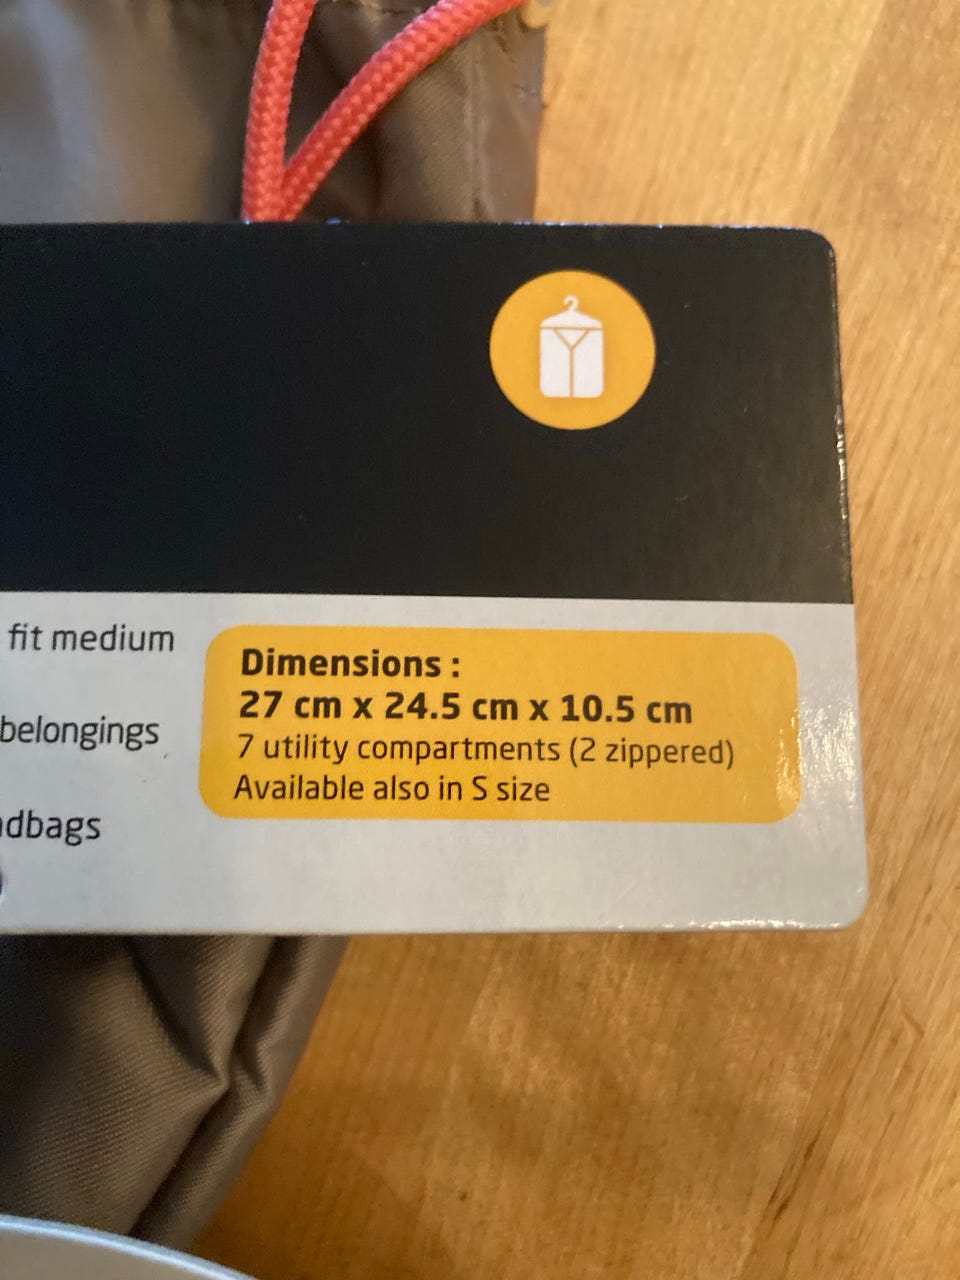 fit medium
belongings
Dimensions :
27 cm x 24.5 cm x 10.5 cm
7 utility compartments (2 zippered)
Available also in S size